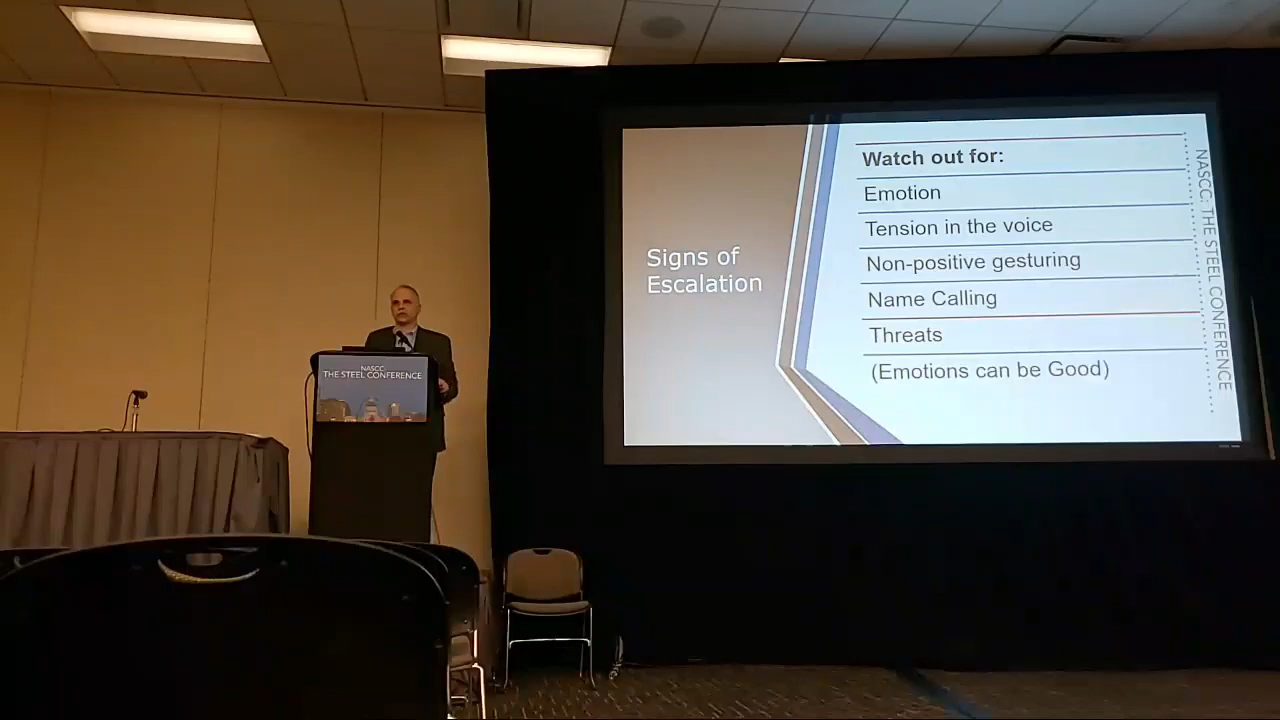 NASCC:
THE STEEL CONFERENCE
Signs of
Escalation
Watch out for:
Emotion
Tension in the voice
Non-positive gesturing
Name Calling
Threats
(Emotions can be Good)
NASCC: THE STEEL CONFERENCE